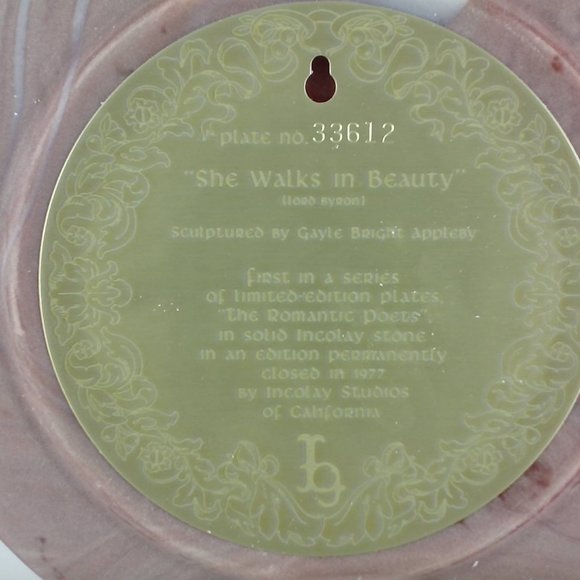 Plate no. 33612
"She Walks in Beauty"
(Lord Byron)
Sculptured by Gayle Bright Appleby
First in a series
of limited-edition plates,
"The Romantic Poets",
in solid Incolay stone
in an edition permanently
closed in 1977
by Incolay Studios
of California